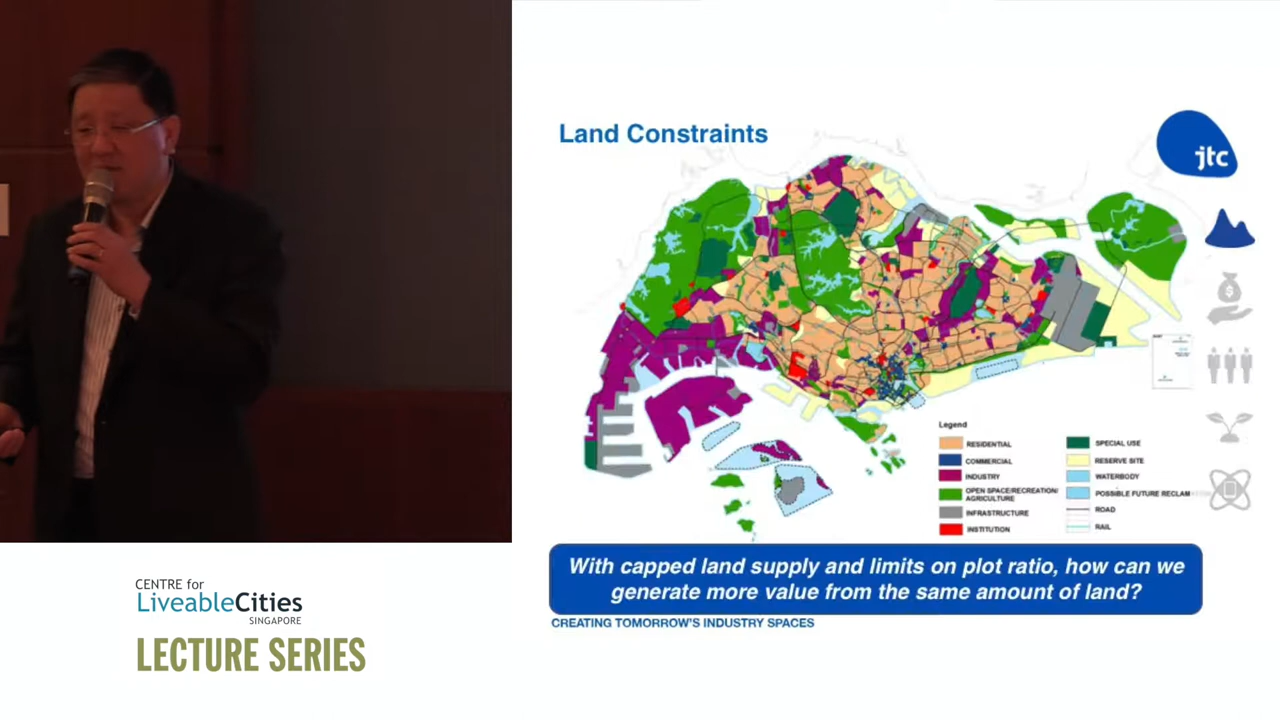 Land Constraints
jtc
Legend
RESIDENTIAL
COMMERCIAL
INDUSTRY
OPEN SPACE/RECREATION/
AGRICULTURE
INFRASTRUCTURE
INSTITUTION
SPECIAL USE
RESERVE SITE
WATERBODY
POSSIBLE FUTURE RECLAM
ROAD
RAIL
With capped land supply and limits on plot ratio, how can we
generate more value from the same amount of land?
CREATING TOMORROW'S INDUSTRY SPACES
CENTRE for
LiveableCities
SINGAPORE
LECTURE SERIES